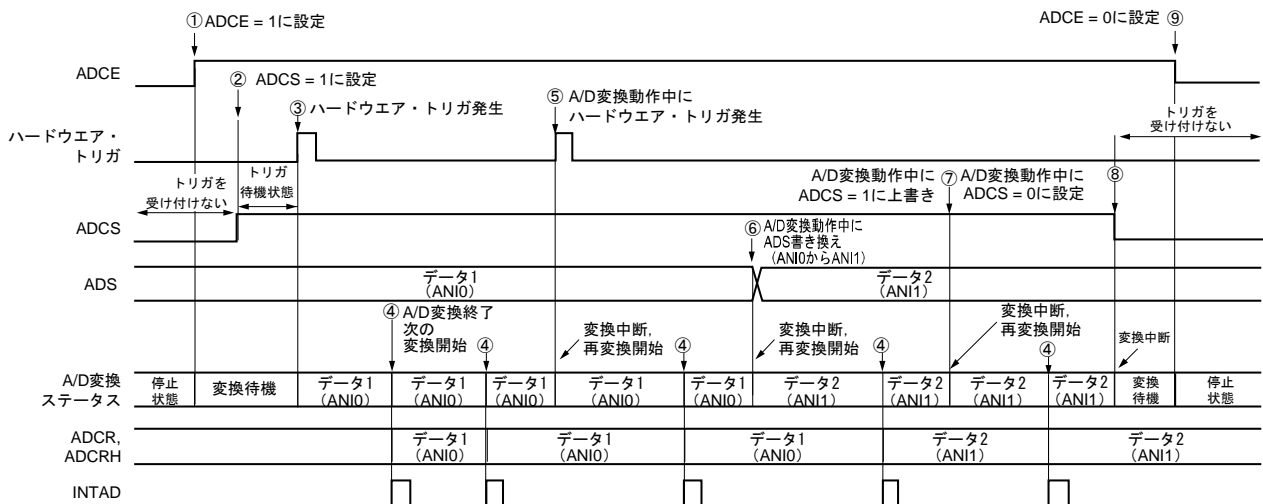 ① ADCE = 1に設定
ADCE = 0に設定 ⑨
ADCE
② ADCS = 1に設定
③ ハードウエア・トリガ発生
⑤ A/D変換動作中に
ハードウエア・トリガ発生
トリガを
受け付けない
ハードウエア・
トリガ
トリガを
受け付けない
トリガ
待機状態
A/D変換動作中に
ADCS = 1に上書き
⑦ A/D変換動作中に
ADCS = 0に設定
⑧
ADCS
⑥ A/D変換動作中に
ADS書き換え
(ANI0からANI1)
ADS
データ1
(ANI0)
データ2
(ANI1)
④ A/D変換終了
次の
変換開始
④
変換中断,
再変換開始
④
変換中断,
再変換開始
④
変換中断,
再変換開始
④
変換中断
A/D変換
ステータス
停止
状態
変換待機
データ1
(ANI0)
データ1
(ANI0)
データ1
(ANI0)
データ1
(ANI0)
データ1
(ANI0)
データ2
(ANI1)
データ2
(ANI1)
データ2
(ANI1)
データ2
(ANI1)
変換
待機
停止
状態
ADCR,
ADCRH
データ1
(ANI0)
データ1
(ANI0)
データ1
(ANI0)
データ2
(ANI1)
データ2
(ANI1)
INTAD